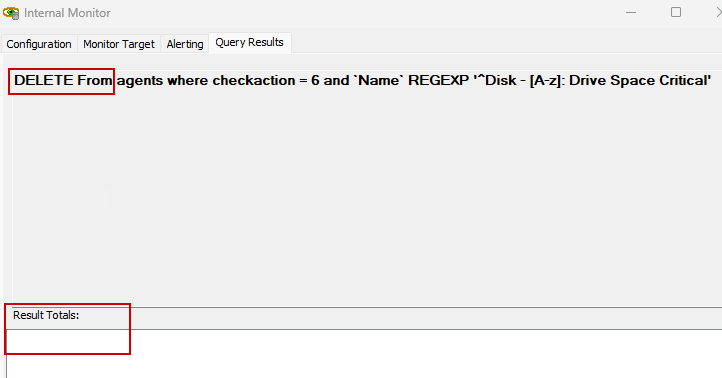 Internal Monitor
Configuration Monitor Target Alerting Query Results
DELETE From agents where checkaction = 6 and `Name` REGEXP '^Disk - [A-z]: Drive Space Critical'
Result Totals: